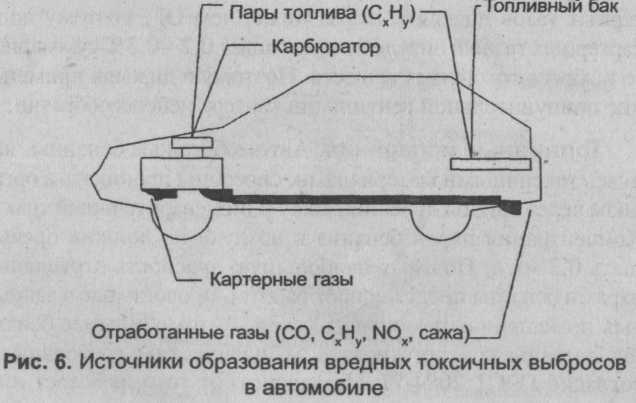 Пары топлива (CxHy)
Топливный бак
Карбюратор
Картерные газы
Отработанные газы (CO, CxHy, NOx, сажа)
Рис. 6. Источники образования вредных токсичных выбросов
в автомобиле